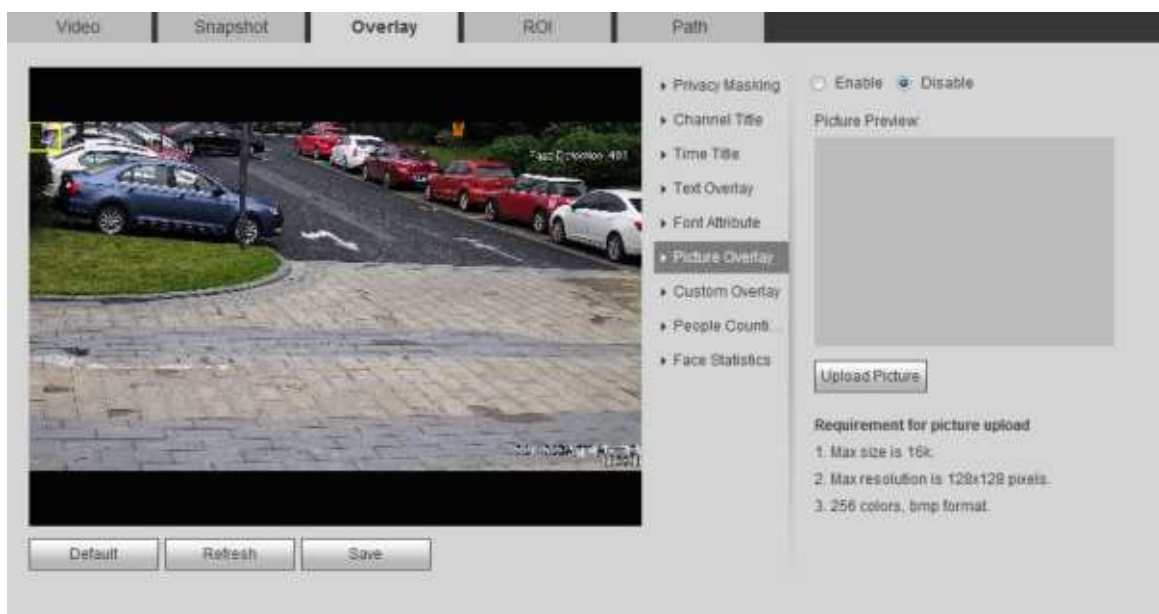 Video
Snapshot
Overlay
ROI
Path
Privacy Masking
Channel Title
Time Title
Text Overlay
Font Attribute
Picture Overlay
Custom Overlay
People Counti...
Face Statistics
Enable
Disable
Picture Preview
Upload Picture
Requirement for picture upload
1. Max size is 16k.
2. Max resolution is 128x128 pixels.
3. 256 colors, bmp format.
Default
Refresh
Save